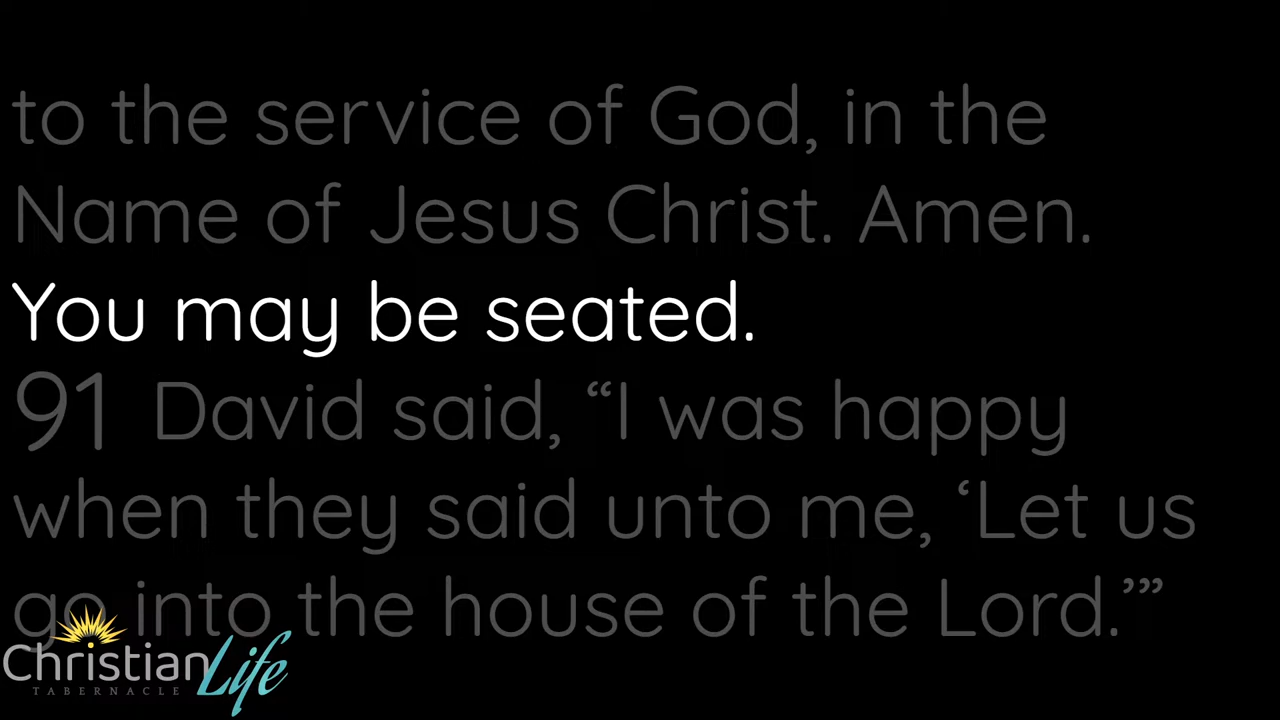 to the service of God, in the
Name of Jesus Christ. Amen.
You may be seated.
91 David said, “I was happy
when they said unto me, ‘Let us
go into the house of the Lord.’”
Christian Life
TABERNACLE